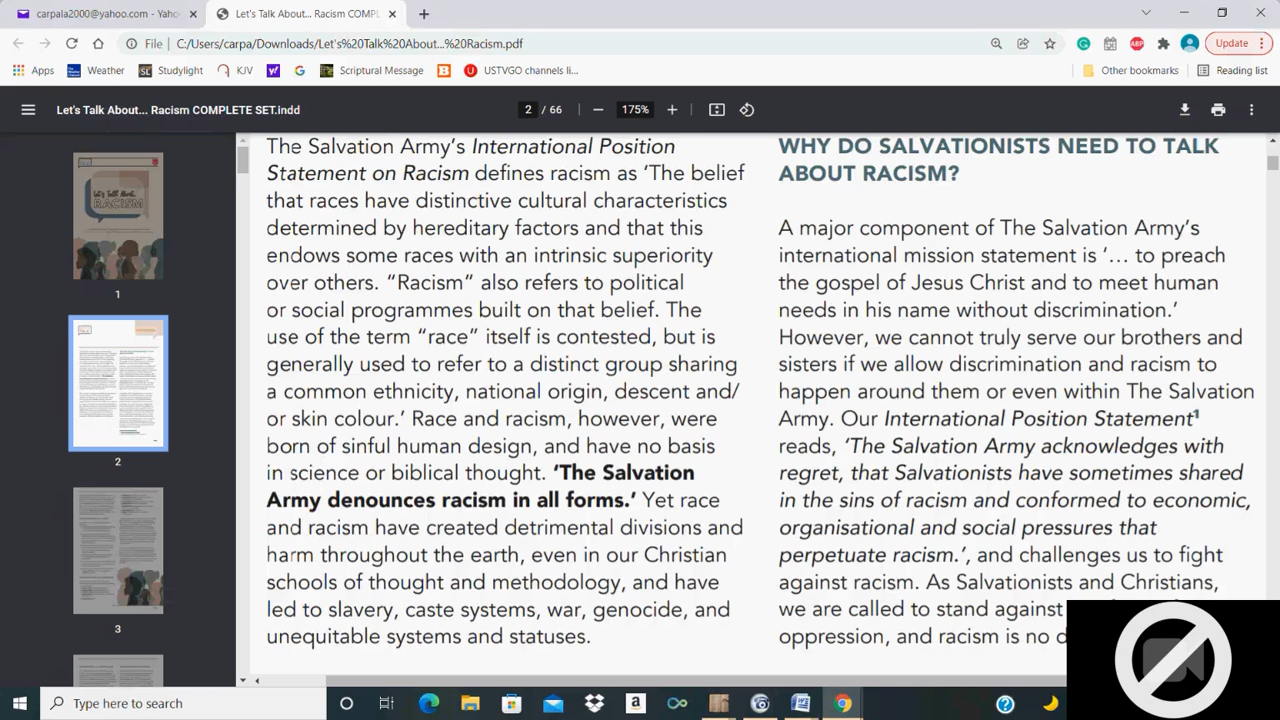 carpala2000@yahoo.com - Yaho
Let's Talk About... Racism COMPL
File
C:/Users/carpa/Downloads/Let's%20Talk%20About...%20Racism.pdf
ABP
Update
Apps
Weather
SL Studylight
KJV
G
Scriptural Message
USTVGO channels li...
Other bookmarks
Reading list
Let's Talk About... Racism COMPLETE SET.indd
2 / 66
175%
Let's Talk About...
RACISM
1
2
3
The Salvation Army's International Position
Statement on Racism defines racism as ‘The belief
that races have distinctive cultural characteristics
determined by hereditary factors and that this
endows some races with an intrinsic superiority
over others. “Racism” also refers to political
or social programmes built on that belief. The
use of the term “race” itself is contested, but is
generally used to refer to a distinct group sharing
a common ethnicity, national origin, descent and/
or skin colour.’ Race and racism, however, were
born of sinful human design, and have no basis
in science or biblical thought. ‘The Salvation
Army denounces racism in all forms.’ Yet race
and racism have created detrimental divisions and
harm throughout the earth, even in our Christian
schools of thought and methodology, and have
led to slavery, caste systems, war, genocide, and
unequitable systems and statuses.
WHY DO SALVATIONISTS NEED TO TALK
ABOUT RACISM?
A major component of The Salvation Army's
international mission statement is ‘… to preach
the gospel of Jesus Christ and to meet human
needs in his name without discrimination.’
However, we cannot truly serve our brothers and
sisters if we allow discrimination and racism to
happen around them or even within The Salvation
Army. Our International Position Statement¹
reads, ‘The Salvation Army acknowledges with
regret, that Salvationists have sometimes shared
in the sins of racism and conformed to economic,
organisational and social pressures that
perpetuate racism.’, and challenges us to fight
against racism. As Salvationists and Christians,
we are called to stand against
oppression, and racism is no d
Type here to search